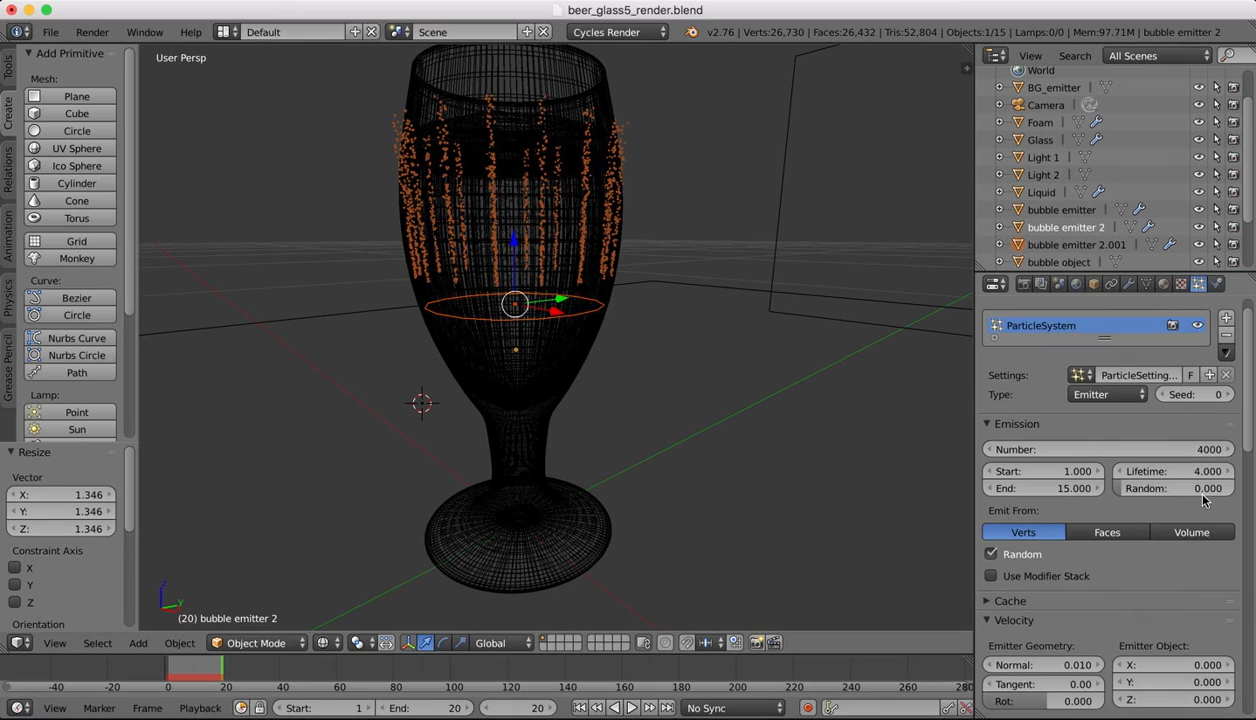 beer_glass5_render.blend
File Render Window Help Default Scene Cycles Render v2.76 | Verts:26,730 | Faces:26,432 | Tris:52,804 | Objects:1/15 | Lamps:0/0 | Mem:97.71M | bubble emitter 2
Tools
Create
Relations
Animation
Physics
Grease Pencil
Add Primitive
Mesh:
Plane
Cube
Circle
UV Sphere
Ico Sphere
Cylinder
Cone
Torus
Grid
Monkey
Curve:
Bezier
Circle
Nurbs Curve
Nurbs Circle
Path
Lamp:
Point
Sun
Resize
Vector
X: 1.346
Y: 1.346
Z: 1.346
Constraint Axis
X
Y
Z
Orientation
User Persp
z
y
(20) bubble emitter 2
View Select Add Object Object Mode Global
-40 -20 0 20 40 60 80 100 120 140 160 180 200 220 240 260 280
View Marker Frame Playback Start: 1 End: 20 20 No Sync
View Search All Scenes
World
BG_emitter
Camera
Foam
Glass
Light 1
Light 2
Liquid
bubble emitter
bubble emitter 2
bubble emitter 2.001
bubble object
ParticleSystem
Settings: ParticleSetting... F
Type: Emitter Seed: 0
Emission
Number: 4000
Start: 1.000 Lifetime: 4.000
End: 15.000 Random: 0.000
Emit From:
Verts Faces Volume
Random
Use Modifier Stack
Cache
Velocity
Emitter Geometry: Emitter Object:
Normal: 0.010 X: 0.000
Tangent: 0.00 Y: 0.000
Rot: 0.000 Z: 0.000